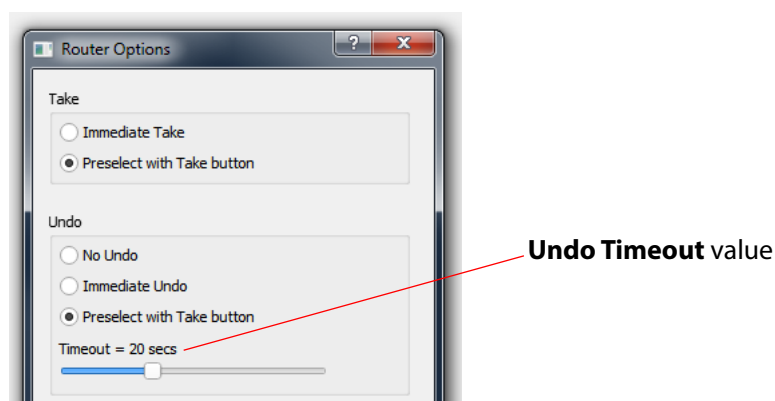 Router Options
?
X
Take
Immediate Take
Preselect with Take button
Undo
No Undo
Immediate Undo
Preselect with Take button
Timeout = 20 secs
Undo Timeout value